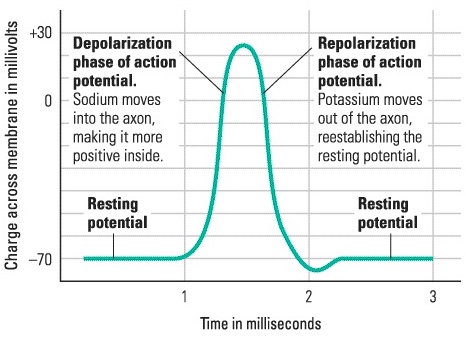 Charge across membrane in millivolts
+30
0
–70
Depolarization
phase of action
potential.
Sodium moves
into the axon,
making it more
positive inside.
Repolarization
phase of action
potential.
Potassium moves
out of the axon,
reestablishing the
resting potential.
Resting
potential
Resting
potential
1
2
3
Time in milliseconds